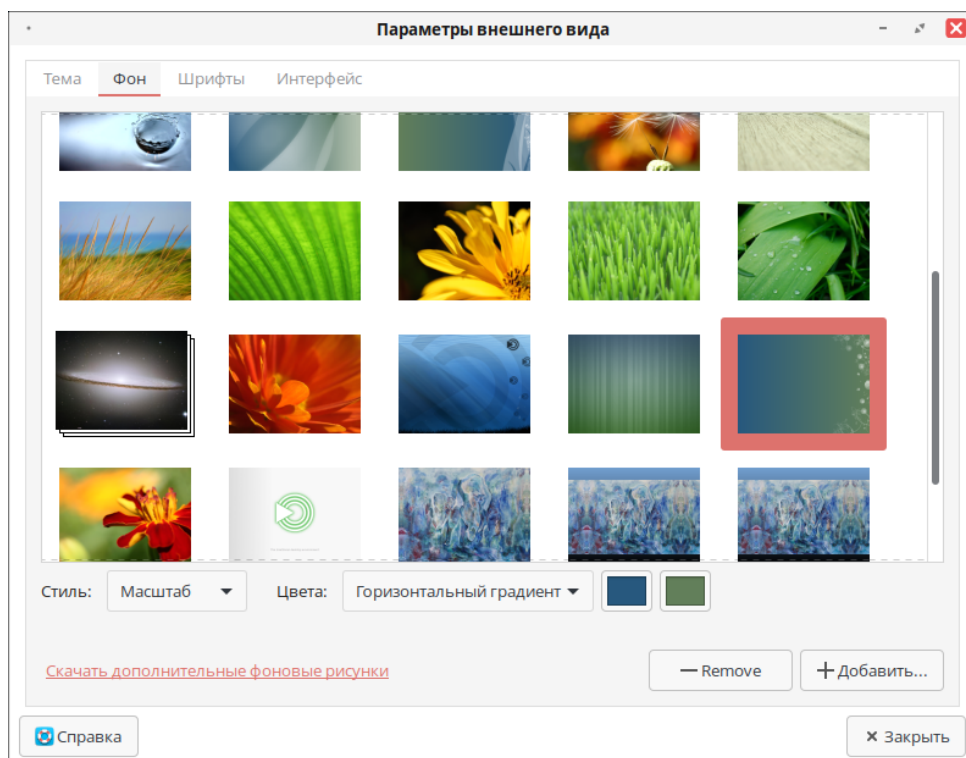 Параметры внешнего вида
Тема Фон Шрифты Интерфейс
Стиль: Масштаб Цвета: Горизонтальный градиент
Скачать дополнительные фоновые рисунки
Remove Добавить...
Справка Закрыть